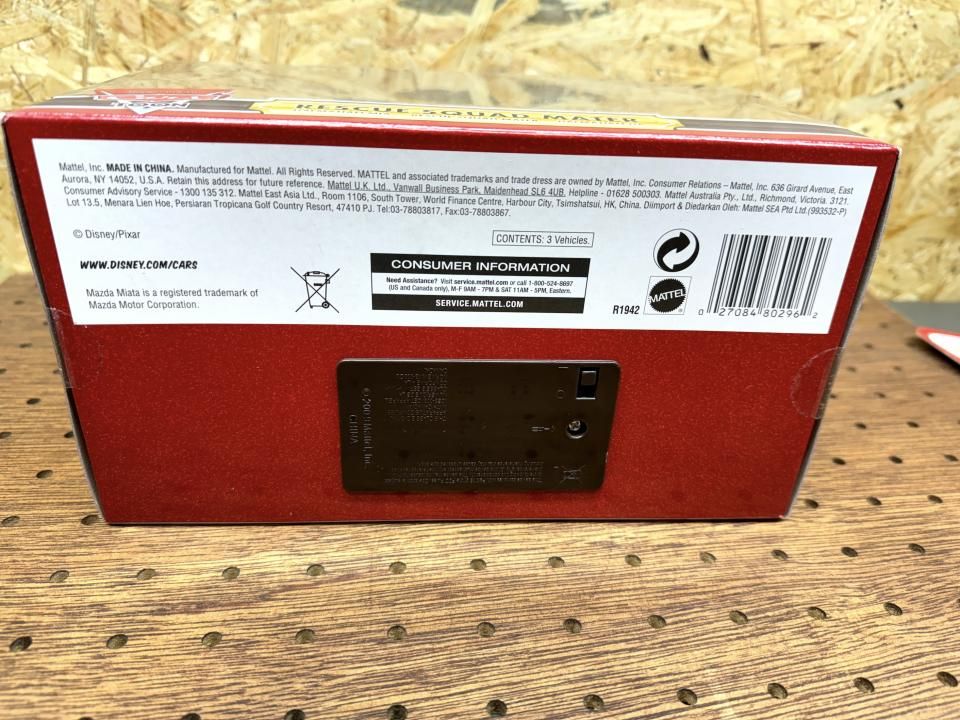 RESCUE SQUAD MATER
Mattel, Inc. MADE IN CHINA. Manufactured for Mattel. All Rights Reserved. MATTEL and associated trademarks and trade dress are owned by Mattel, Inc. Consumer Relations – Mattel, Inc. 636 Girard Avenue, East
Aurora, NY 14052, U.S.A. Retain this address for future reference. Mattel U.K. Ltd., Vanwall Business Park, Maidenhead SL6 4UB. Helpline - 01628 500303. Mattel Australia Pty., Ltd., Richmond, Victoria. 3121.
Consumer Advisory Service - 1300 135 312. Mattel East Asia Ltd., Room 1106, South Tower, World Finance Centre, Harbour City, Tsimshatsui, HK, China. Diimport & Diedarkan Oleh: Mattel SEA Ptd Ltd.(993532-P)
Lot 13.5, Menara Lien Hoe, Persiaran Tropicana Golf Country Resort, 47410 PJ. Tel:03-78803817, Fax:03-78803867.
© Disney/Pixar
CONTENTS: 3 Vehicles.
WWW.DISNEY.COM/CARS
CONSUMER INFORMATION
Need Assistance? Visit service.mattel.com or call 1-800-524-8697
(US and Canada only), M-F 9AM - 7PM & SAT 11AM - 5PM, Eastern.
SERVICE.MATTEL.COM
Mazda Miata is a registered trademark of
Mazda Motor Corporation.
R1942
MATTEL
0 27084 80296 2
© 2009 Mattel, Inc.
CHINA